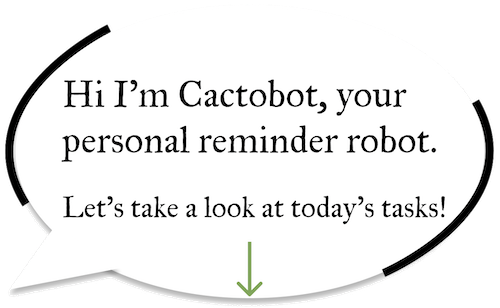 Hi I'm Cactobot, your
personal reminder robot.
Let's take a look at today's tasks!